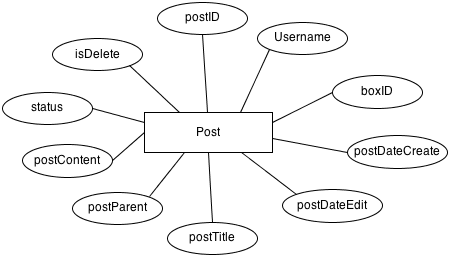 postID
Username
isDelete
boxID
status
Post
postContent
postDateCreate
postParent
postDateEdit
postTitle